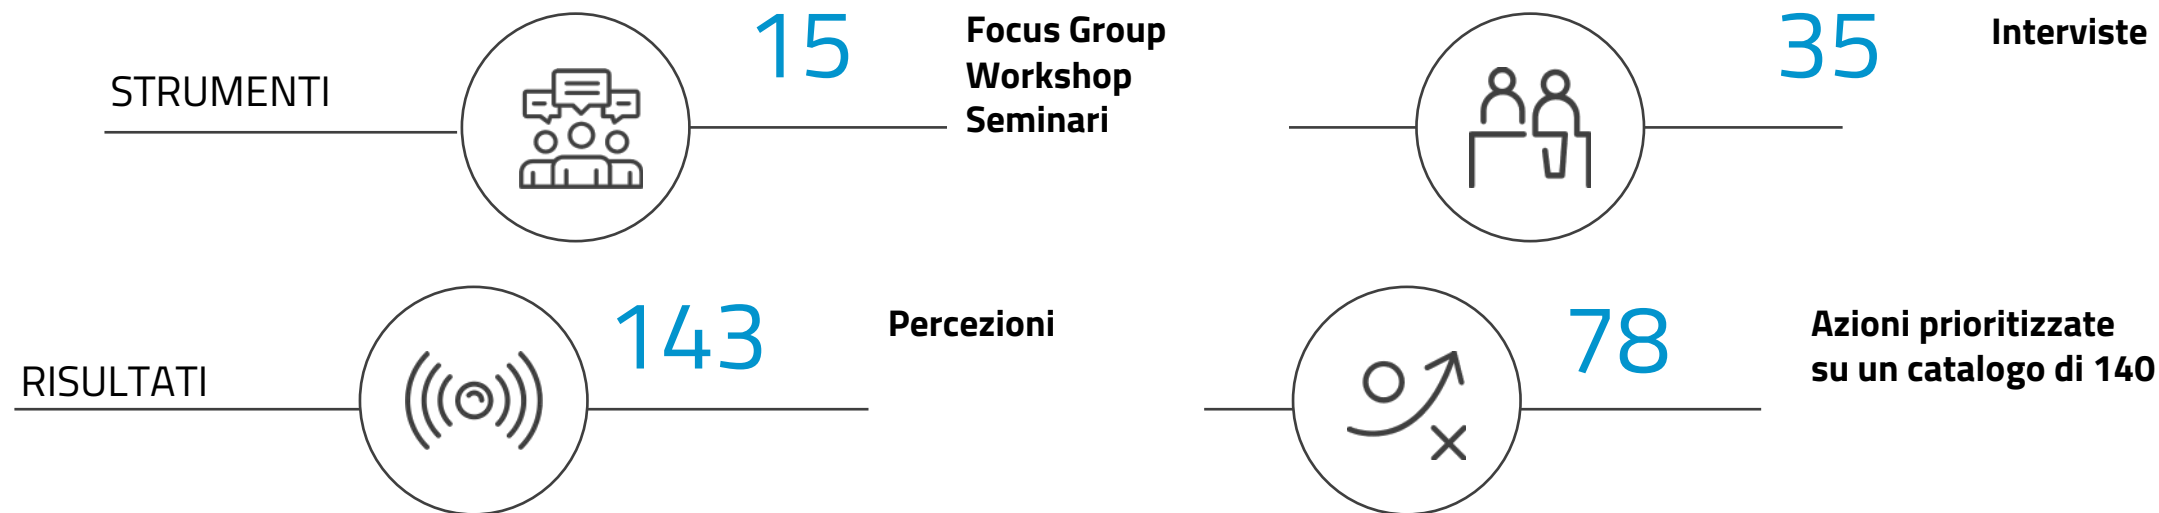 STRUMENTI
15
Focus Group
Workshop
Seminari
35
Interviste
RISULTATI
143
Percezioni
78
Azioni prioritizzate
su un catalogo di 140